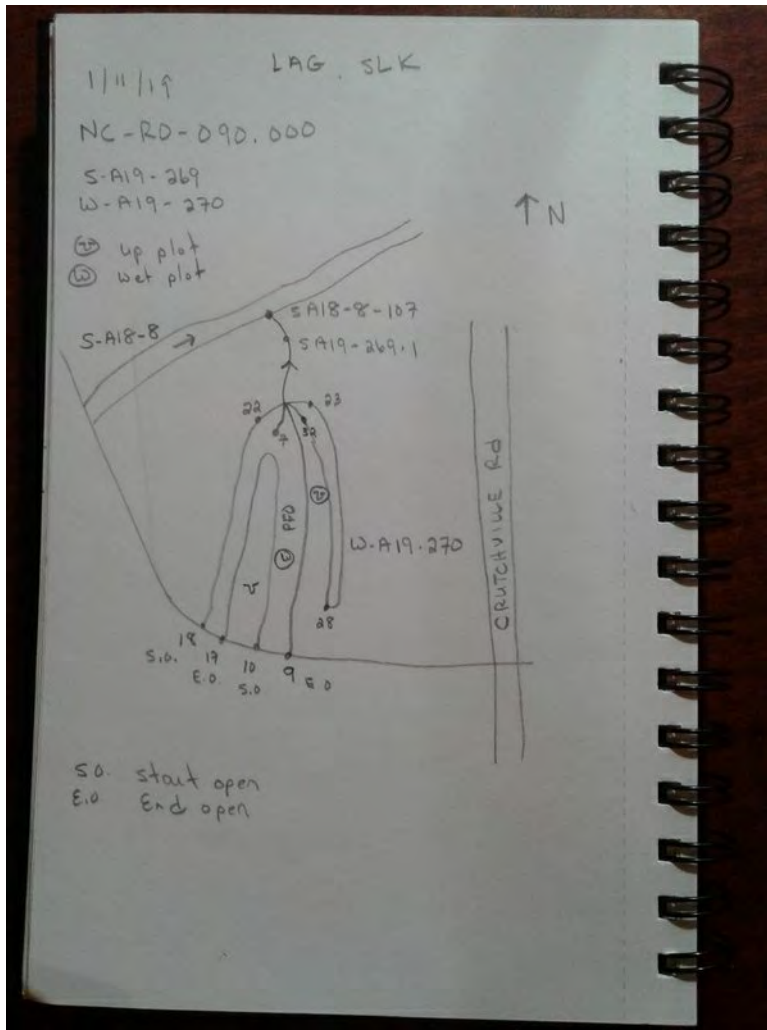 LAG. SLK
1/11/19
NC-RD-090.000
S-A19-269
W-A19-270
↑ N
up plot
W wet plot
SA18-8-107
S-A18-8 →
SA19-269.1
22
23
7
32
PFO
W
W-A19-270
CRUTCHVILLE Rd
28
18
S.O.
17
E.O.
10
S.O
9 E.O
S.O. Start open
E.O End open